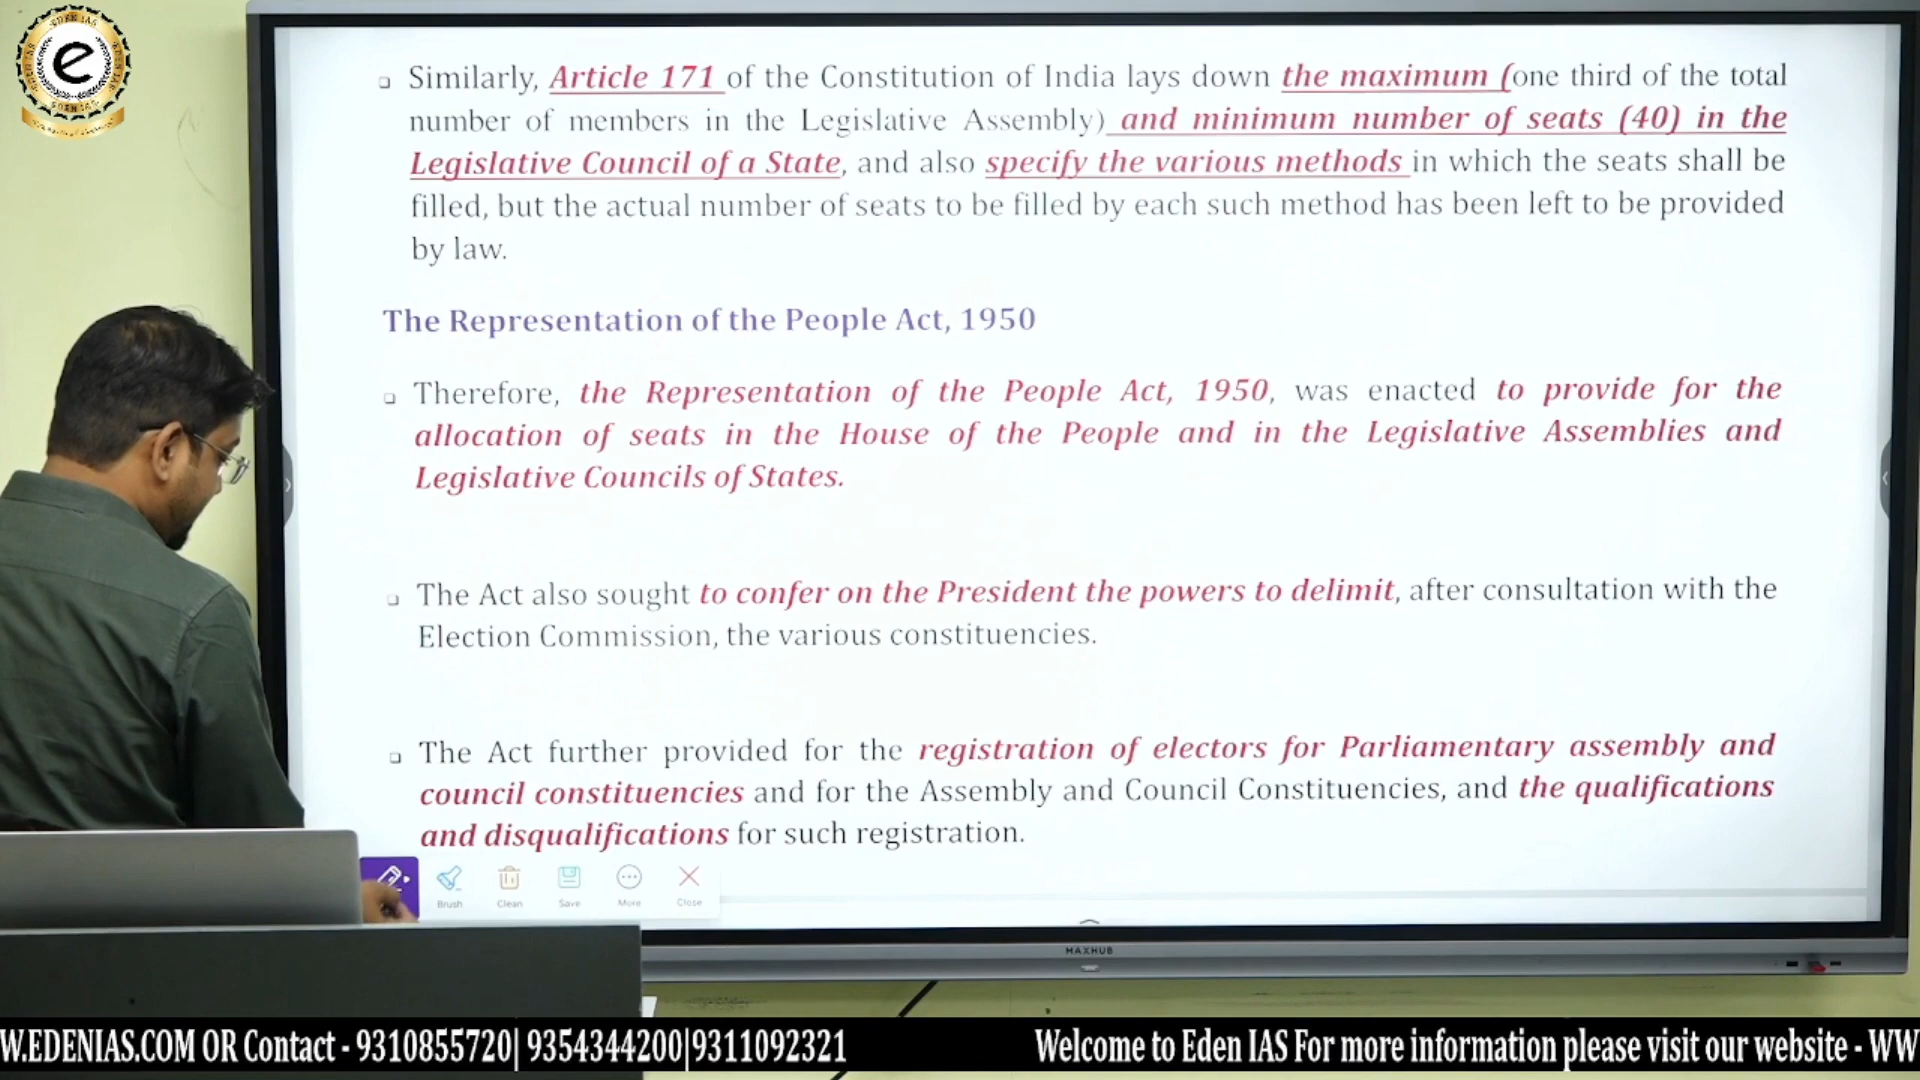 EDEN IAS
e
EDEN IAS
Similarly, Article 171 of the Constitution of India lays down the maximum (one third of the total
number of members in the Legislative Assembly) and minimum number of seats (40) in the
Legislative Council of a State, and also specify the various methods in which the seats shall be
filled, but the actual number of seats to be filled by each such method has been left to be provided
by law.
The Representation of the People Act, 1950
Therefore, the Representation of the People Act, 1950, was enacted to provide for the
allocation of seats in the House of the People and in the Legislative Assemblies and
Legislative Councils of States.
The Act also sought to confer on the President the powers to delimit, after consultation with the
Election Commission, the various constituencies.
The Act further provided for the registration of electors for Parliamentary assembly and
council constituencies and for the Assembly and Council Constituencies, and the qualifications
and disqualifications for such registration.
Brush Clean Save More Close
MAXHUB
W.EDENIAS.COM OR Contact - 9310855720| 9354344200|9311092321 Welcome to Eden IAS For more information please visit our website - WW